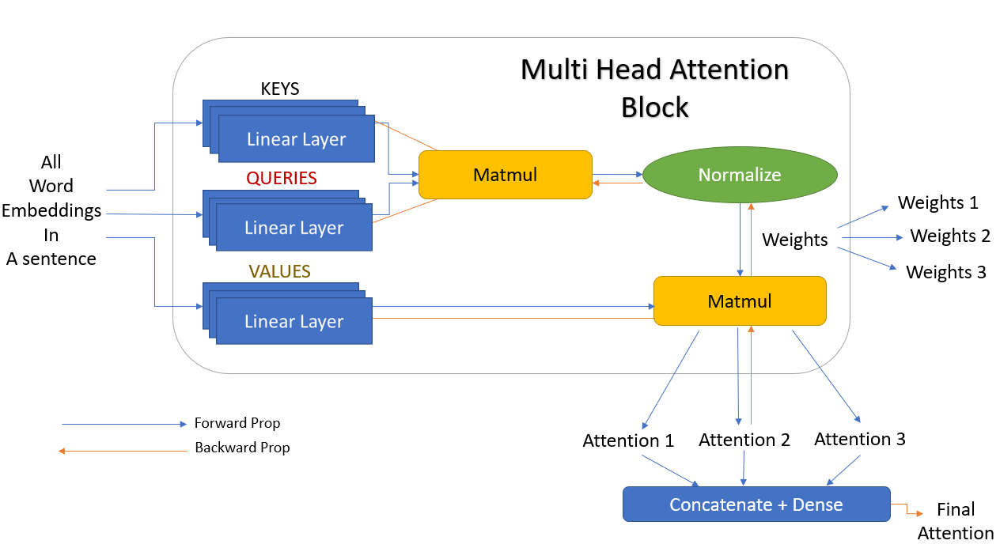 Multi Head Attention
Block
KEYS
Linear Layer
QUERIES
Linear Layer
VALUES
Linear Layer
All
Word
Embeddings
In
A sentence
Matmul
Normalize
Weights
Weights 1
Weights 2
Weights 3
Matmul
Forward Prop
Backward Prop
Attention 1
Attention 2
Attention 3
Concatenate + Dense
Final
Attention